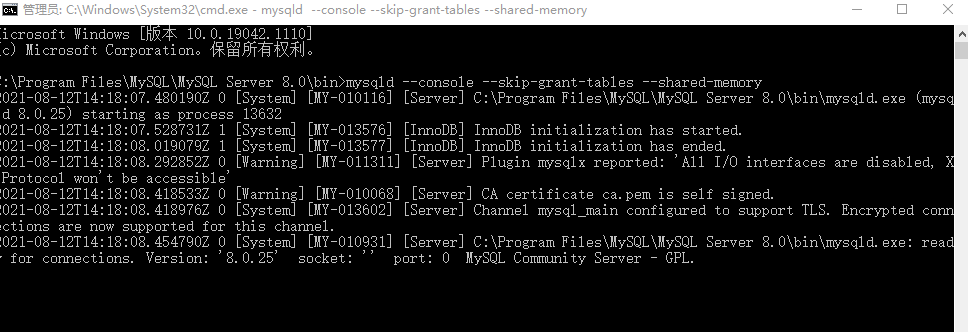 管理员: C:\Windows\System32\cmd.exe - mysqld  --console --skip-grant-tables --shared-memory
icrosoft Windows [版本 10.0.19042.1110]
c) Microsoft Corporation。保留所有权利。
:\Program Files\MySQL\MySQL Server 8.0\bin>mysqld --console --skip-grant-tables --shared-memory
2021-08-12T14:18:07.480190Z 0 [System] [MY-010116] [Server] C:\Program Files\MySQL\MySQL Server 8.0\bin\mysqld.exe (mysq
d 8.0.25) starting as process 13632
2021-08-12T14:18:07.528731Z 1 [System] [MY-013576] [InnoDB] InnoDB initialization has started.
2021-08-12T14:18:08.019079Z 1 [System] [MY-013577] [InnoDB] InnoDB initialization has ended.
2021-08-12T14:18:08.292852Z 0 [Warning] [MY-011311] [Server] Plugin mysqlx reported: 'All I/O interfaces are disabled, X
Protocol won't be accessible'
2021-08-12T14:18:08.418533Z 0 [Warning] [MY-010068] [Server] CA certificate ca.pem is self signed.
2021-08-12T14:18:08.418976Z 0 [System] [MY-013602] [Server] Channel mysql_main configured to support TLS. Encrypted conn
ections are now supported for this channel.
2021-08-12T14:18:08.454790Z 0 [System] [MY-010931] [Server] C:\Program Files\MySQL\MySQL Server 8.0\bin\mysqld.exe: read
y for connections. Version: '8.0.25'  socket: ''  port: 0  MySQL Community Server - GPL.